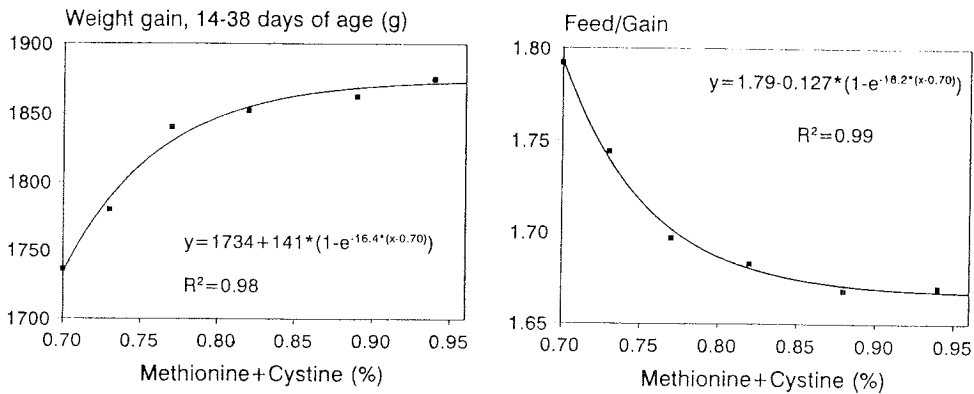 Weight gain, 14-38 days of age (g)
1900
1850
1800
1750
1700
y=1734+141*(1-e-16.4*(x-0.70))
R²=0.98
0.70 0.75 0.80 0.85 0.90 0.95
Methionine+Cystine (%)
Feed/Gain
1.80
1.75
1.70
1.65
y=1.79-0.127*(1-e-18.2*(x-0.70))
R²=0.99
0.70 0.75 0.80 0.85 0.90 0.95
Methionine+Cystine (%)